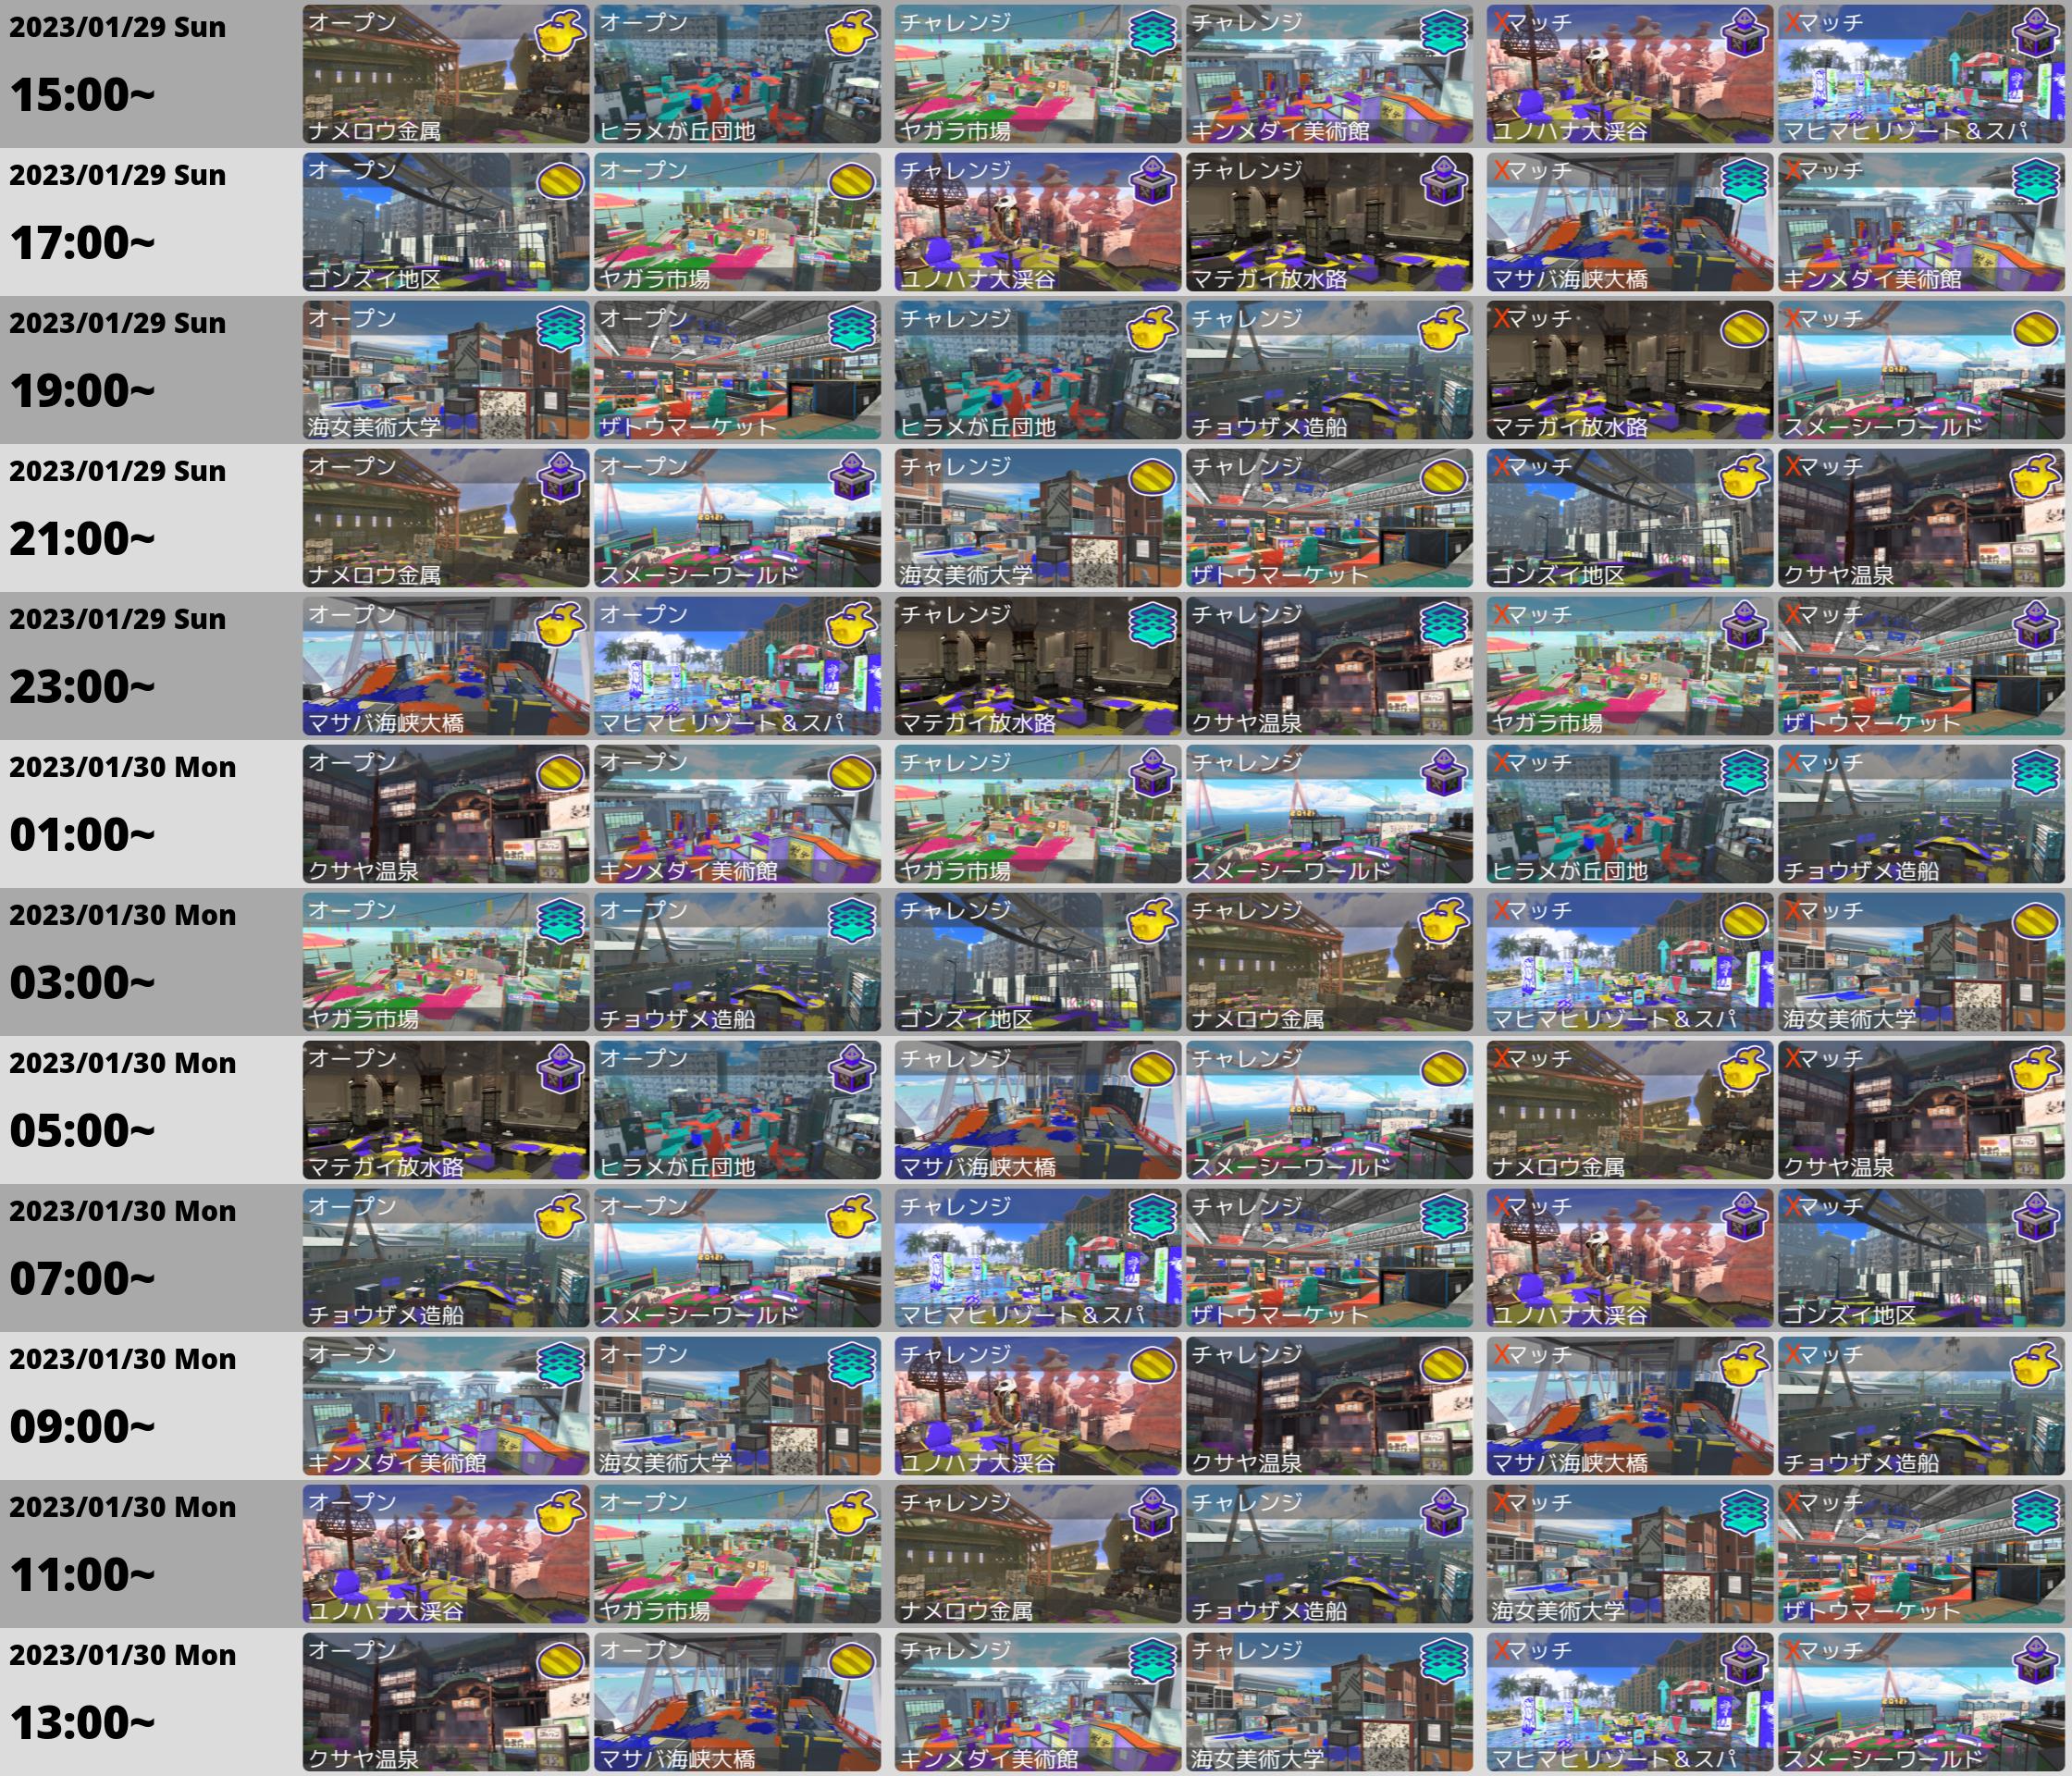 2023/01/29 Sun
15:00~
オープン
ナメロウ金属
オープン
ヒラメが丘団地
チャレンジ
ヤガラ市場
チャレンジ
キンメダイ美術館
Xマッチ
ユノハナ大渓谷
Xマッチ
マヒマヒリゾート&スパ
2023/01/29 Sun
17:00~
オープン
ゴンズイ地区
オープン
ヤガラ市場
チャレンジ
ユノハナ大渓谷
チャレンジ
マテガイ放水路
Xマッチ
マサバ海峡大橋
Xマッチ
キンメダイ美術館
2023/01/29 Sun
19:00~
オープン
海女美術大学
オープン
ザトウマーケット
チャレンジ
ヒラメが丘団地
チャレンジ
チョウザメ造船
Xマッチ
マテガイ放水路
Xマッチ
スメーシーワールド
2023/01/29 Sun
21:00~
オープン
ナメロウ金属
オープン
スメーシーワールド
チャレンジ
海女美術大学
チャレンジ
ザトウマーケット
Xマッチ
ゴンズイ地区
Xマッチ
クサヤ温泉
2023/01/29 Sun
23:00~
オープン
マサバ海峡大橋
オープン
マヒマヒリゾート&スパ
チャレンジ
マテガイ放水路
チャレンジ
クサヤ温泉
Xマッチ
ヤガラ市場
Xマッチ
ザトウマーケット
2023/01/30 Mon
01:00~
オープン
クサヤ温泉
オープン
キンメダイ美術館
チャレンジ
ヤガラ市場
チャレンジ
スメーシーワールド
Xマッチ
ヒラメが丘団地
Xマッチ
チョウザメ造船
2023/01/30 Mon
03:00~
オープン
ヤガラ市場
オープン
チョウザメ造船
チャレンジ
ゴンズイ地区
チャレンジ
ナメロウ金属
Xマッチ
マヒマヒリゾート&スパ
Xマッチ
海女美術大学
2023/01/30 Mon
05:00~
オープン
マテガイ放水路
オープン
ヒラメが丘団地
チャレンジ
マサバ海峡大橋
チャレンジ
スメーシーワールド
Xマッチ
ナメロウ金属
Xマッチ
クサヤ温泉
2023/01/30 Mon
07:00~
オープン
チョウザメ造船
オープン
スメーシーワールド
チャレンジ
マヒマヒリゾート&スパ
チャレンジ
ザトウマーケット
Xマッチ
ユノハナ大渓谷
Xマッチ
ゴンズイ地区
2023/01/30 Mon
09:00~
オープン
キンメダイ美術館
オープン
海女美術大学
チャレンジ
ユノハナ大渓谷
チャレンジ
クサヤ温泉
Xマッチ
マサバ海峡大橋
Xマッチ
チョウザメ造船
2023/01/30 Mon
11:00~
オープン
ユノハナ大渓谷
オープン
ヤガラ市場
チャレンジ
ナメロウ金属
チャレンジ
チョウザメ造船
Xマッチ
海女美術大学
Xマッチ
ザトウマーケット
2023/01/30 Mon
13:00~
オープン
クサヤ温泉
オープン
マサバ海峡大橋
チャレンジ
キンメダイ美術館
チャレンジ
海女美術大学
Xマッチ
マヒマヒリゾート&スパ
Xマッチ
スメーシーワールド